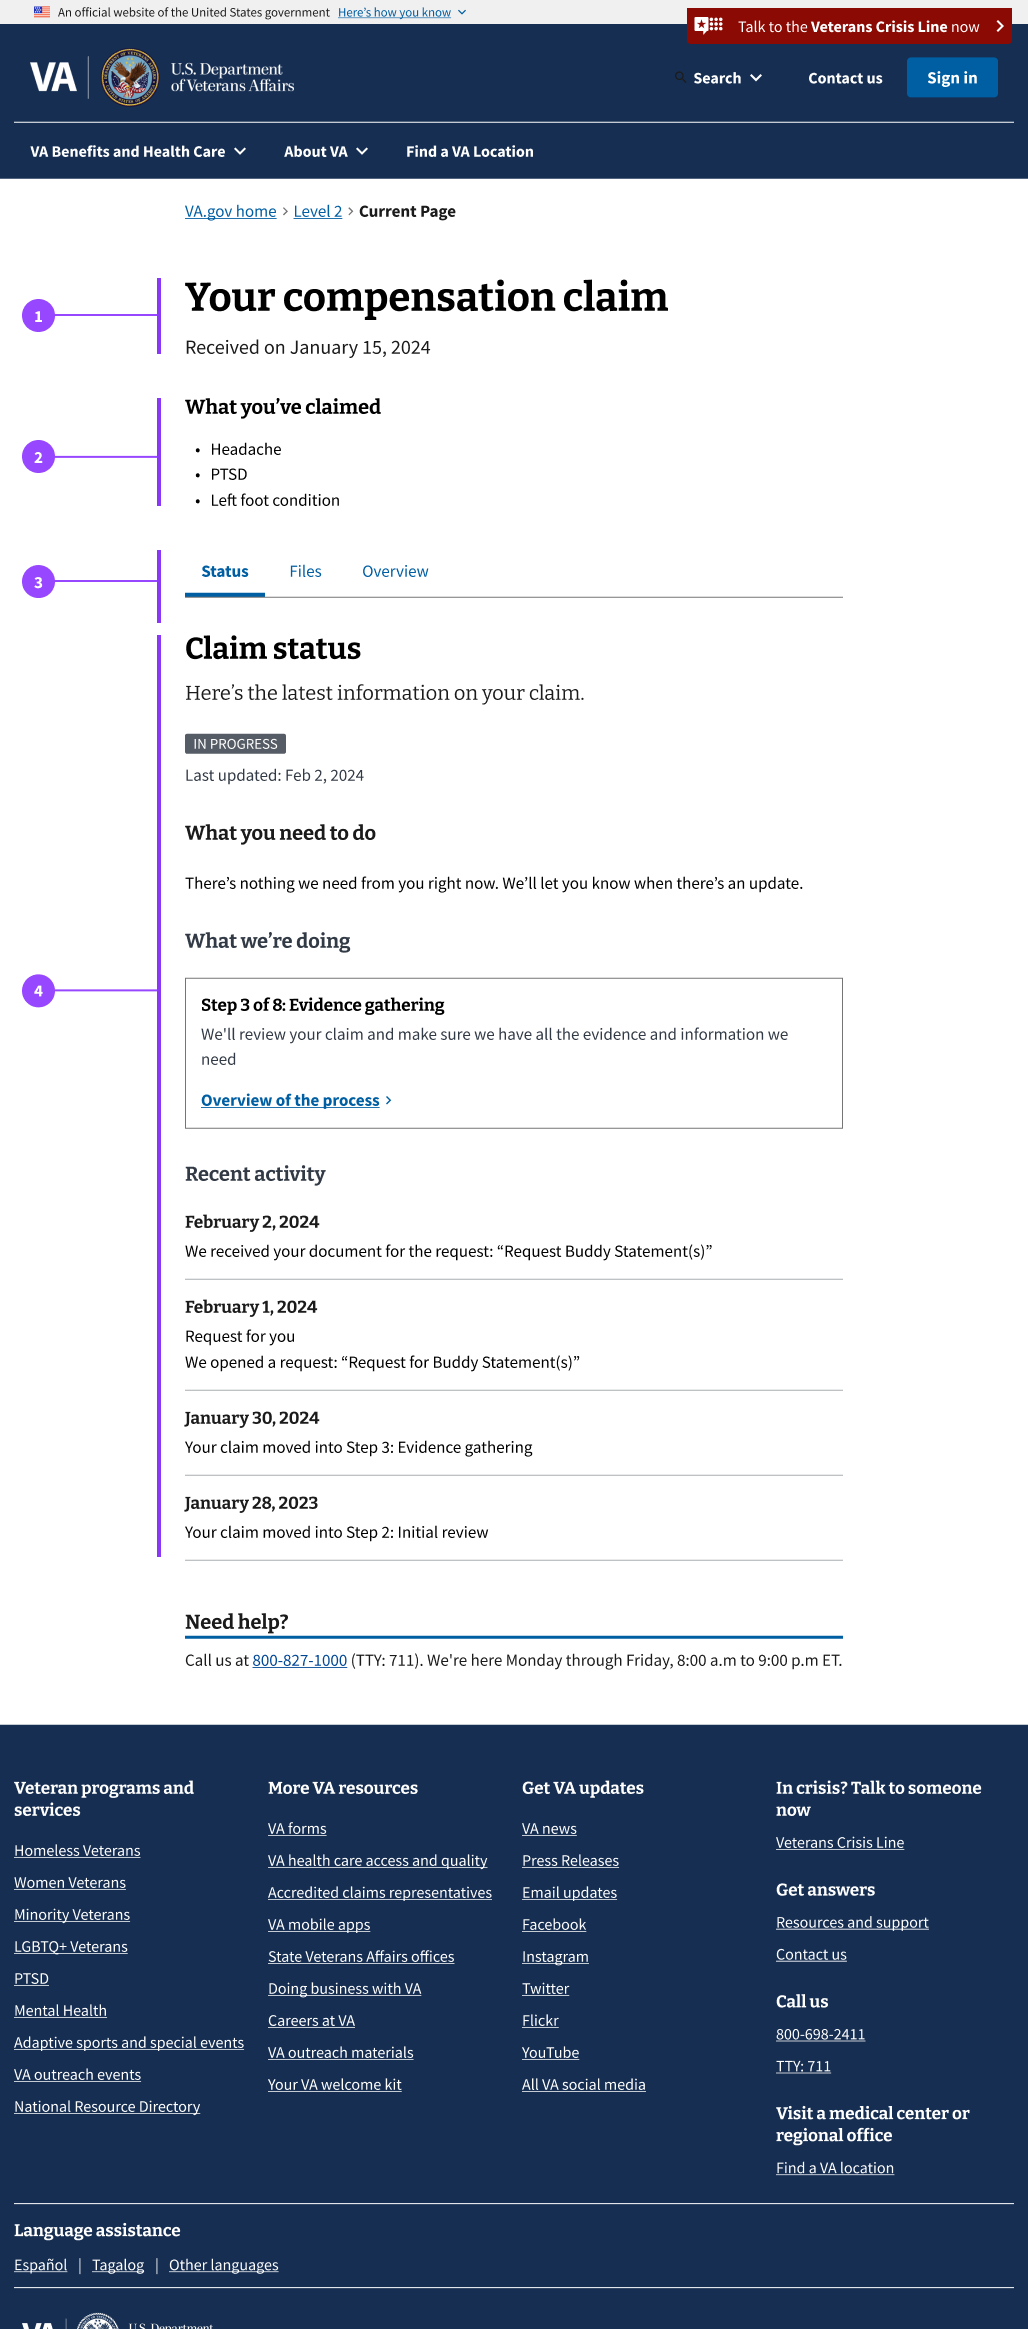 An official website of the United States government Here's how you know
Talk to the Veterans Crisis Line now
VA
U.S. Department
of Veterans Affairs
Search
Contact us
Sign in
VA Benefits and Health Care
About VA
Find a VA Location
VA.gov home > Level 2 > Current Page
1
Your compensation claim
Received on January 15, 2024
2
What you’ve claimed
• Headache
• PTSD
• Left foot condition
3
Status Files Overview
Claim status
Here’s the latest information on your claim.
IN PROGRESS
Last updated: Feb 2, 2024
What you need to do
There’s nothing we need from you right now. We’ll let you know when there’s an update.
What we’re doing
4
Step 3 of 8: Evidence gathering
We'll review your claim and make sure we have all the evidence and information we
need
Overview of the process
Recent activity
February 2, 2024
We received your document for the request: “Request Buddy Statement(s)”
February 1, 2024
Request for you
We opened a request: “Request for Buddy Statement(s)”
January 30, 2024
Your claim moved into Step 3: Evidence gathering
January 28, 2023
Your claim moved into Step 2: Initial review
Need help?
Call us at 800-827-1000 (TTY: 711). We're here Monday through Friday, 8:00 a.m to 9:00 p.m ET.
Veteran programs and
services
Homeless Veterans
Women Veterans
Minority Veterans
LGBTQ+ Veterans
PTSD
Mental Health
Adaptive sports and special events
VA outreach events
National Resource Directory
More VA resources
VA forms
VA health care access and quality
Accredited claims representatives
VA mobile apps
State Veterans Affairs offices
Doing business with VA
Careers at VA
VA outreach materials
Your VA welcome kit
Get VA updates
VA news
Press Releases
Email updates
Facebook
Instagram
Twitter
Flickr
YouTube
All VA social media
In crisis? Talk to someone
now
Veterans Crisis Line
Get answers
Resources and support
Contact us
Call us
800-698-2411
TTY: 711
Visit a medical center or
regional office
Find a VA location
Language assistance
Español | Tagalog | Other languages
VA
U.S. Department